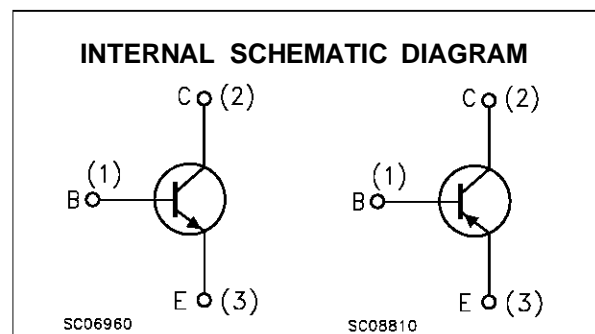 INTERNAL SCHEMATIC DIAGRAM
C (2)
(1)
B
E (3)
SC06960
C (2)
(1)
B
E (3)
SC08810